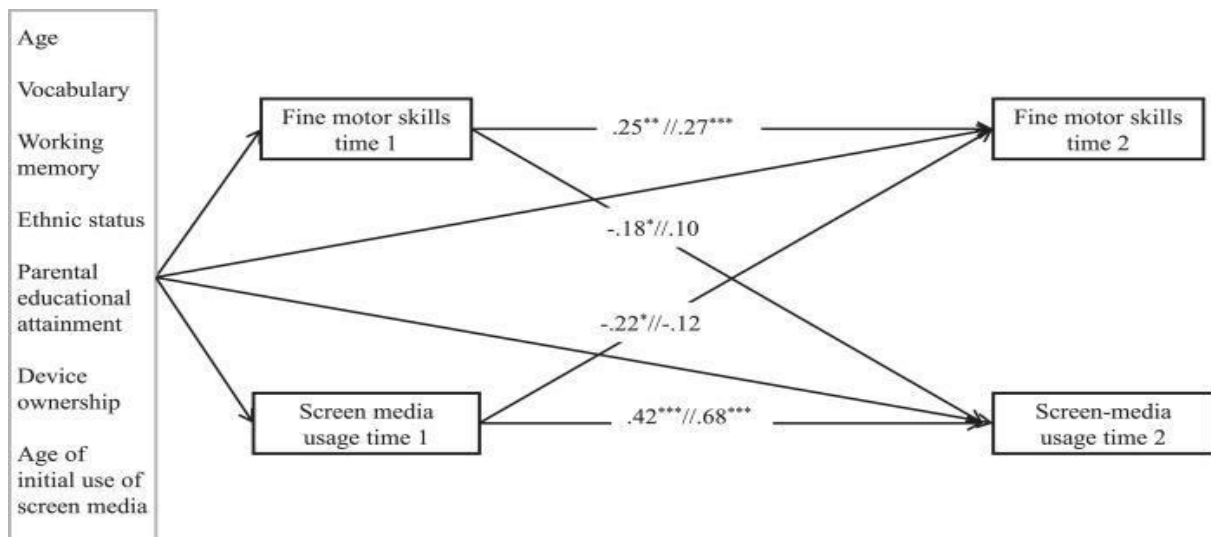 Age
Vocabulary
Working
memory
Ethnic status
Parental
educational
attainment
Device
ownership
Age of
initial use of
screen media
Fine motor skills
time 1
.25**//.27***
Fine motor skills
time 2
-.18*//.10
-.22*//-.12
Screen media
usage time 1
.42***//.68***
Screen-media
usage time 2